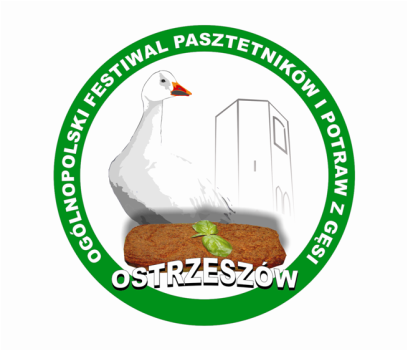 OGÓLNOPOLSKI FESTIWAL PASZTETNIKÓW I POTRAW Z GĘSI
OSTRZESZÓW